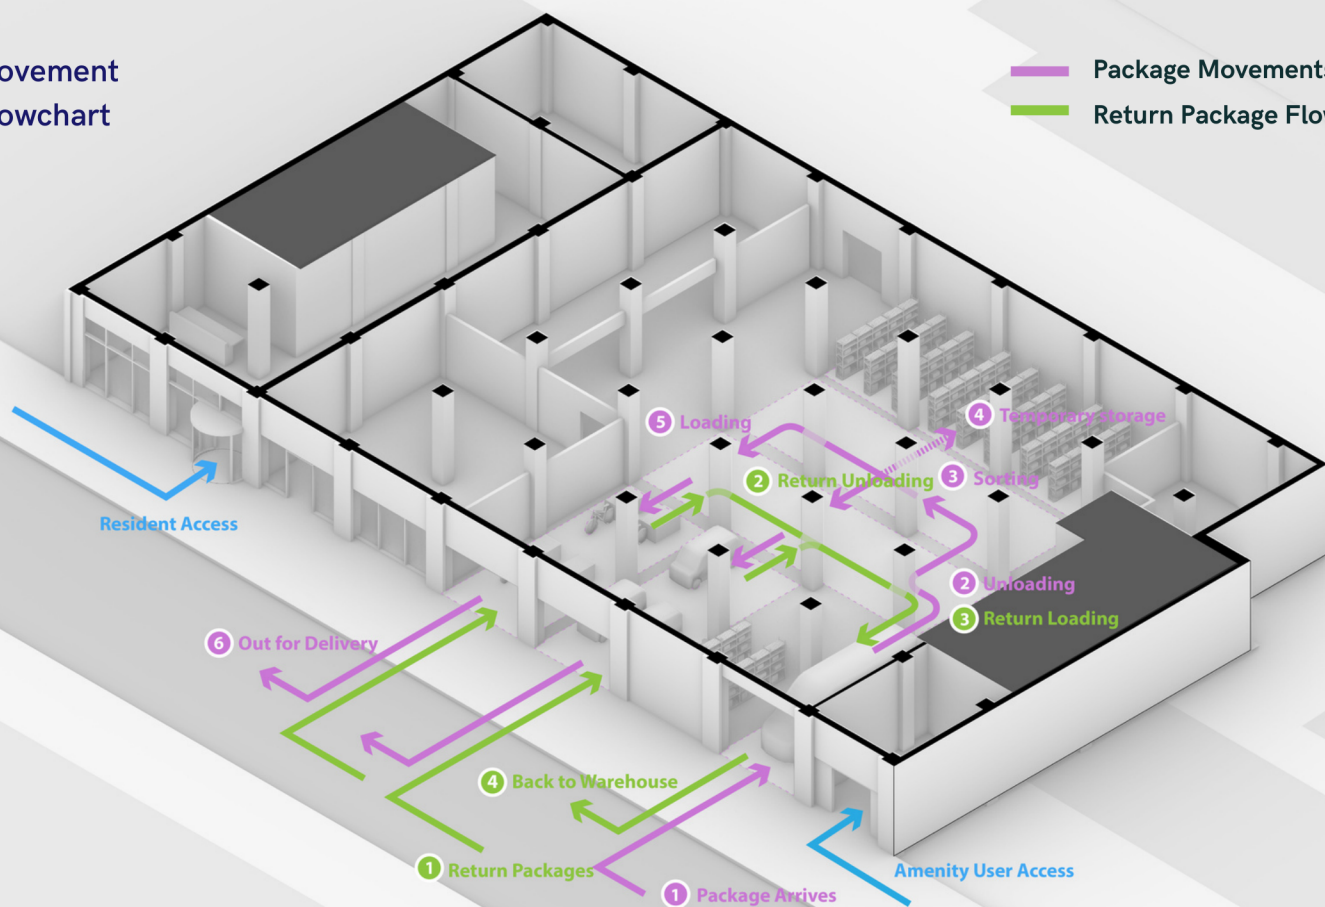 ovement
owchart
Package Movements
Return Package Flow
5 Loading
4 Temporary storage
2 Return Unloading
3 Sorting
Resident Access
2 Unloading
3 Return Loading
6 Out for Delivery
4 Back to Warehouse
1 Return Packages
Amenity User Access
1 Package Arrives